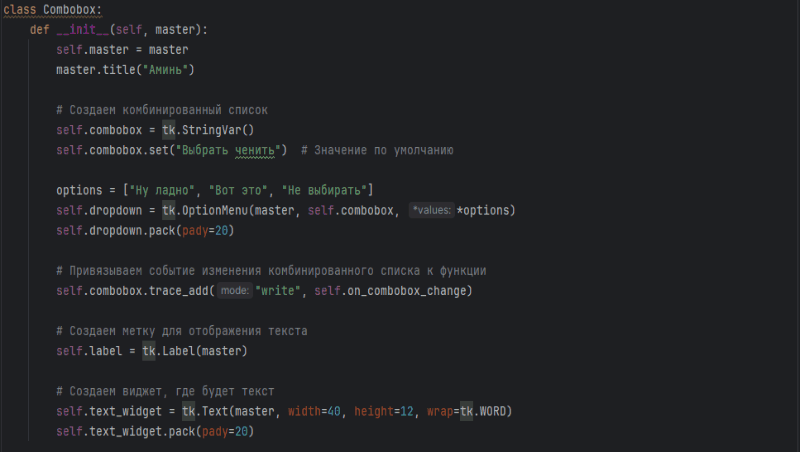 class Combobox:
    def __init__(self, master):
        self.master = master
        master.title("Аминь")
        # Создаем комбинированный список
        self.combobox = tk.StringVar()
        self.combobox.set("Выбрать ченить")  # Значение по умолчанию
        options = ["Ну ладно", "Вот это", "Не выбирать"]
        self.dropdown = tk.OptionMenu(master, self.combobox, *values: *options)
        self.dropdown.pack(pady=20)
        # Привязываем событие изменения комбинированного списка к функции
        self.combobox.trace_add(mode: "write", self.on_combobox_change)
        # Создаем метку для отображения текста
        self.label = tk.Label(master)
        # Создаем виджет, где будет текст
        self.text_widget = tk.Text(master, width=40, height=12, wrap=tk.WORD)
        self.text_widget.pack(pady=20)